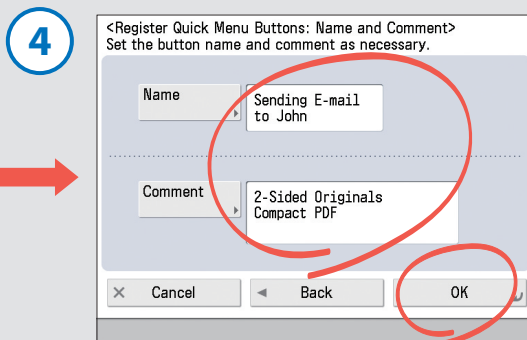 4
<Register Quick Menu Buttons: Name and Comment>
Set the button name and comment as necessary.
Name
Sending E-mail
to John
Comment
2-Sided Originals
Compact PDF
Cancel
Back
OK